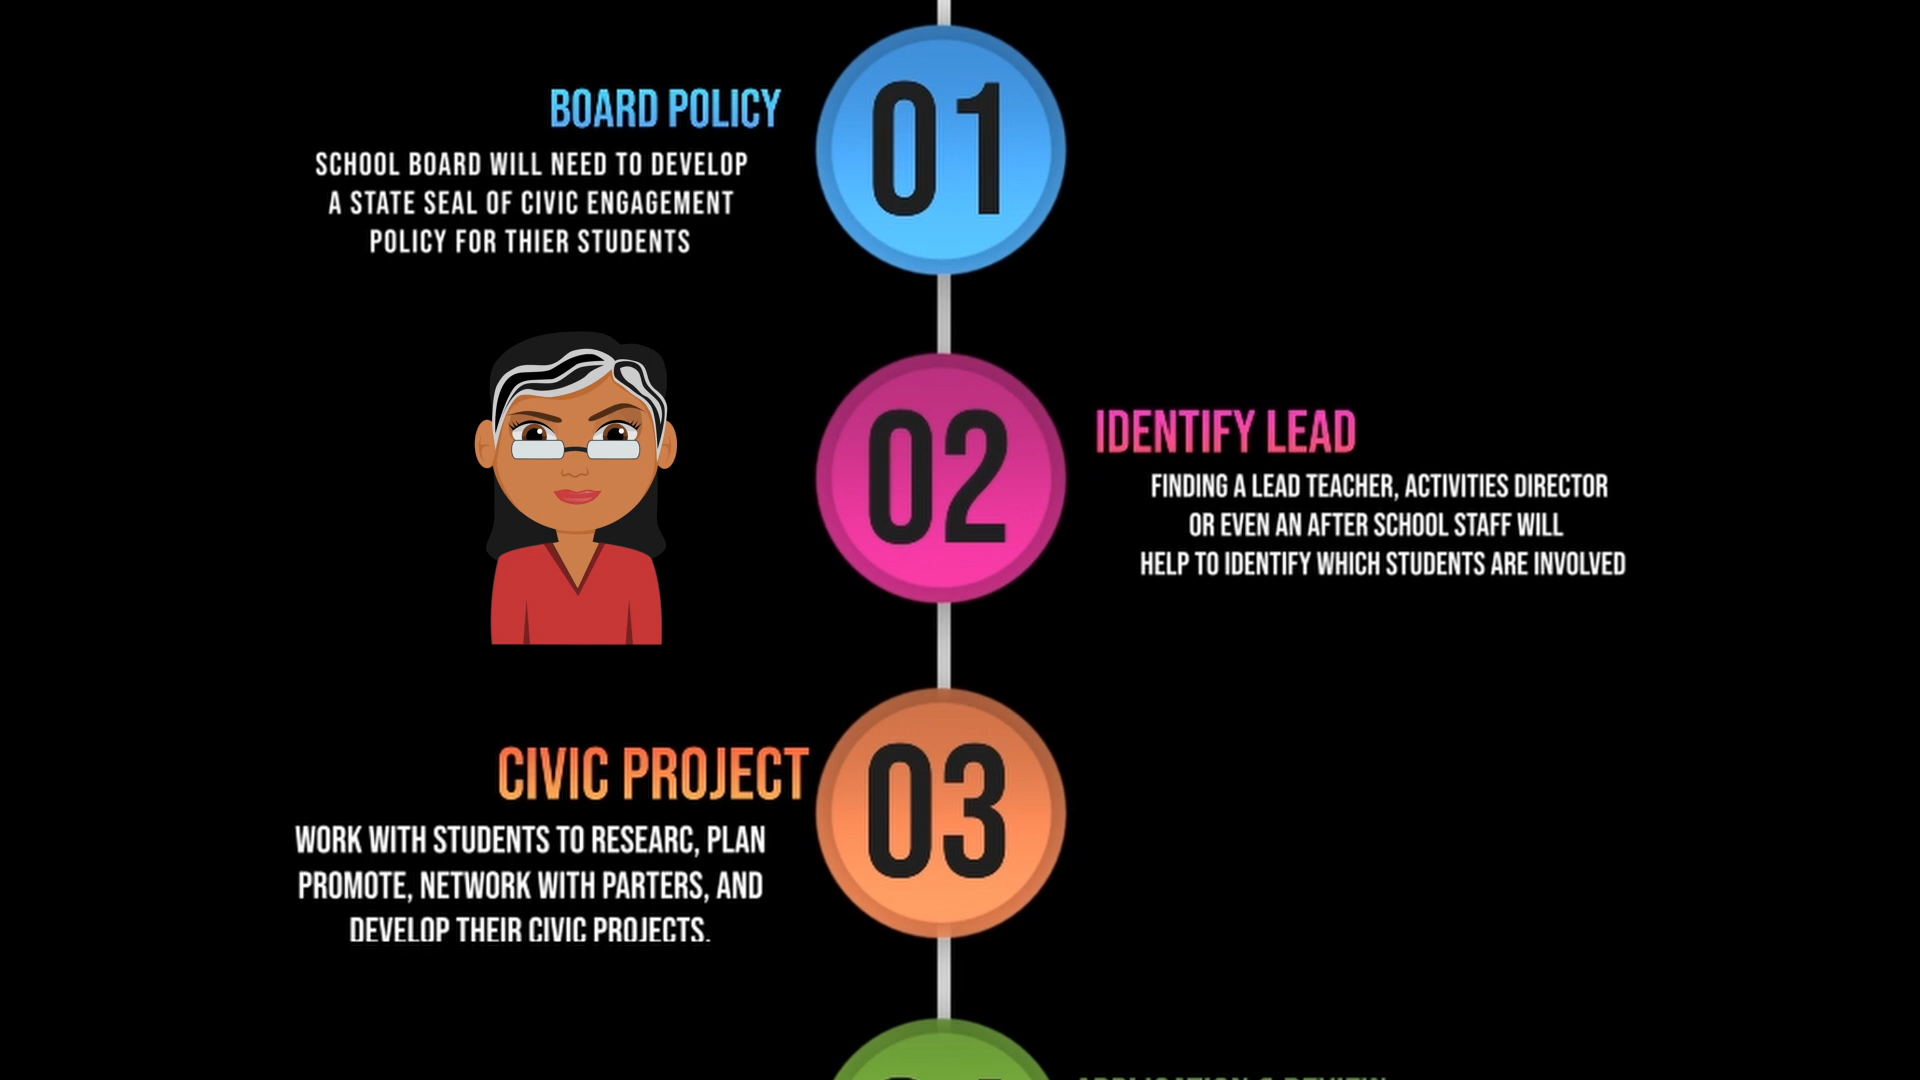 01
BOARD POLICY
SCHOOL BOARD WILL NEED TO DEVELOP
A STATE SEAL OF CIVIC ENGAGEMENT
POLICY FOR THIER STUDENTS
02
IDENTIFY LEAD
FINDING A LEAD TEACHER, ACTIVITIES DIRECTOR
OR EVEN AN AFTER SCHOOL STAFF WILL
HELP TO IDENTIFY WHICH STUDENTS ARE INVOLVED
03
CIVIC PROJECT
WORK WITH STUDENTS TO RESEARC, PLAN
PROMOTE, NETWORK WITH PARTERS, AND
DEVELOP THEIR CIVIC PROJECTS.